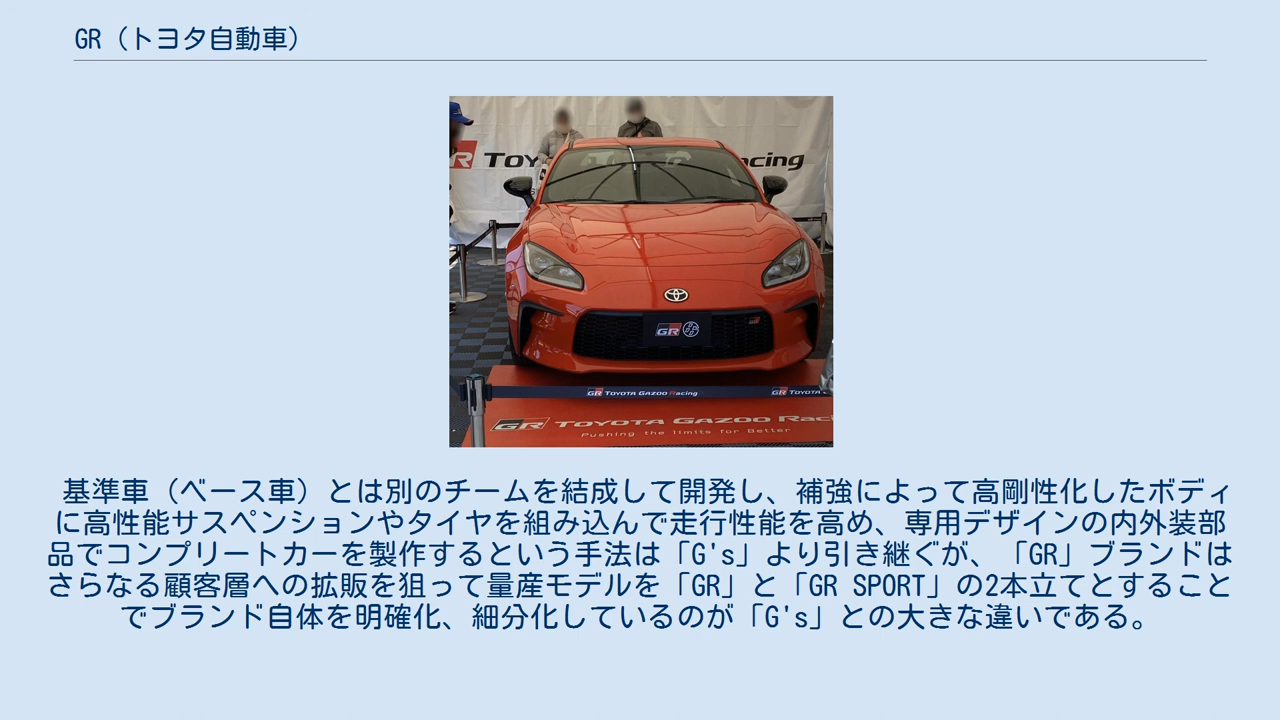 GR（トヨタ自動車）
GR TOY
acing
GR 86
GR TOYOTA GAZOO Racing
GR TOYOTA
GR TOYOTA GAZOO Raci
Pushing the limits for Better
基準車（ベース車）とは別のチームを結成して開発し、補強によって高剛性化したボディ
に高性能サスペンションやタイヤを組み込んで走行性能を高め、専用デザインの内外装部
品でコンプリートカーを製作するという手法は「G's」より引き継ぐが、「GR」ブランドは
さらなる顧客層への拡販を狙って量産モデルを「GR」と「GR SPORT」の2本立てとすること
でブランド自体を明確化、細分化しているのが「G's」との大きな違いである。